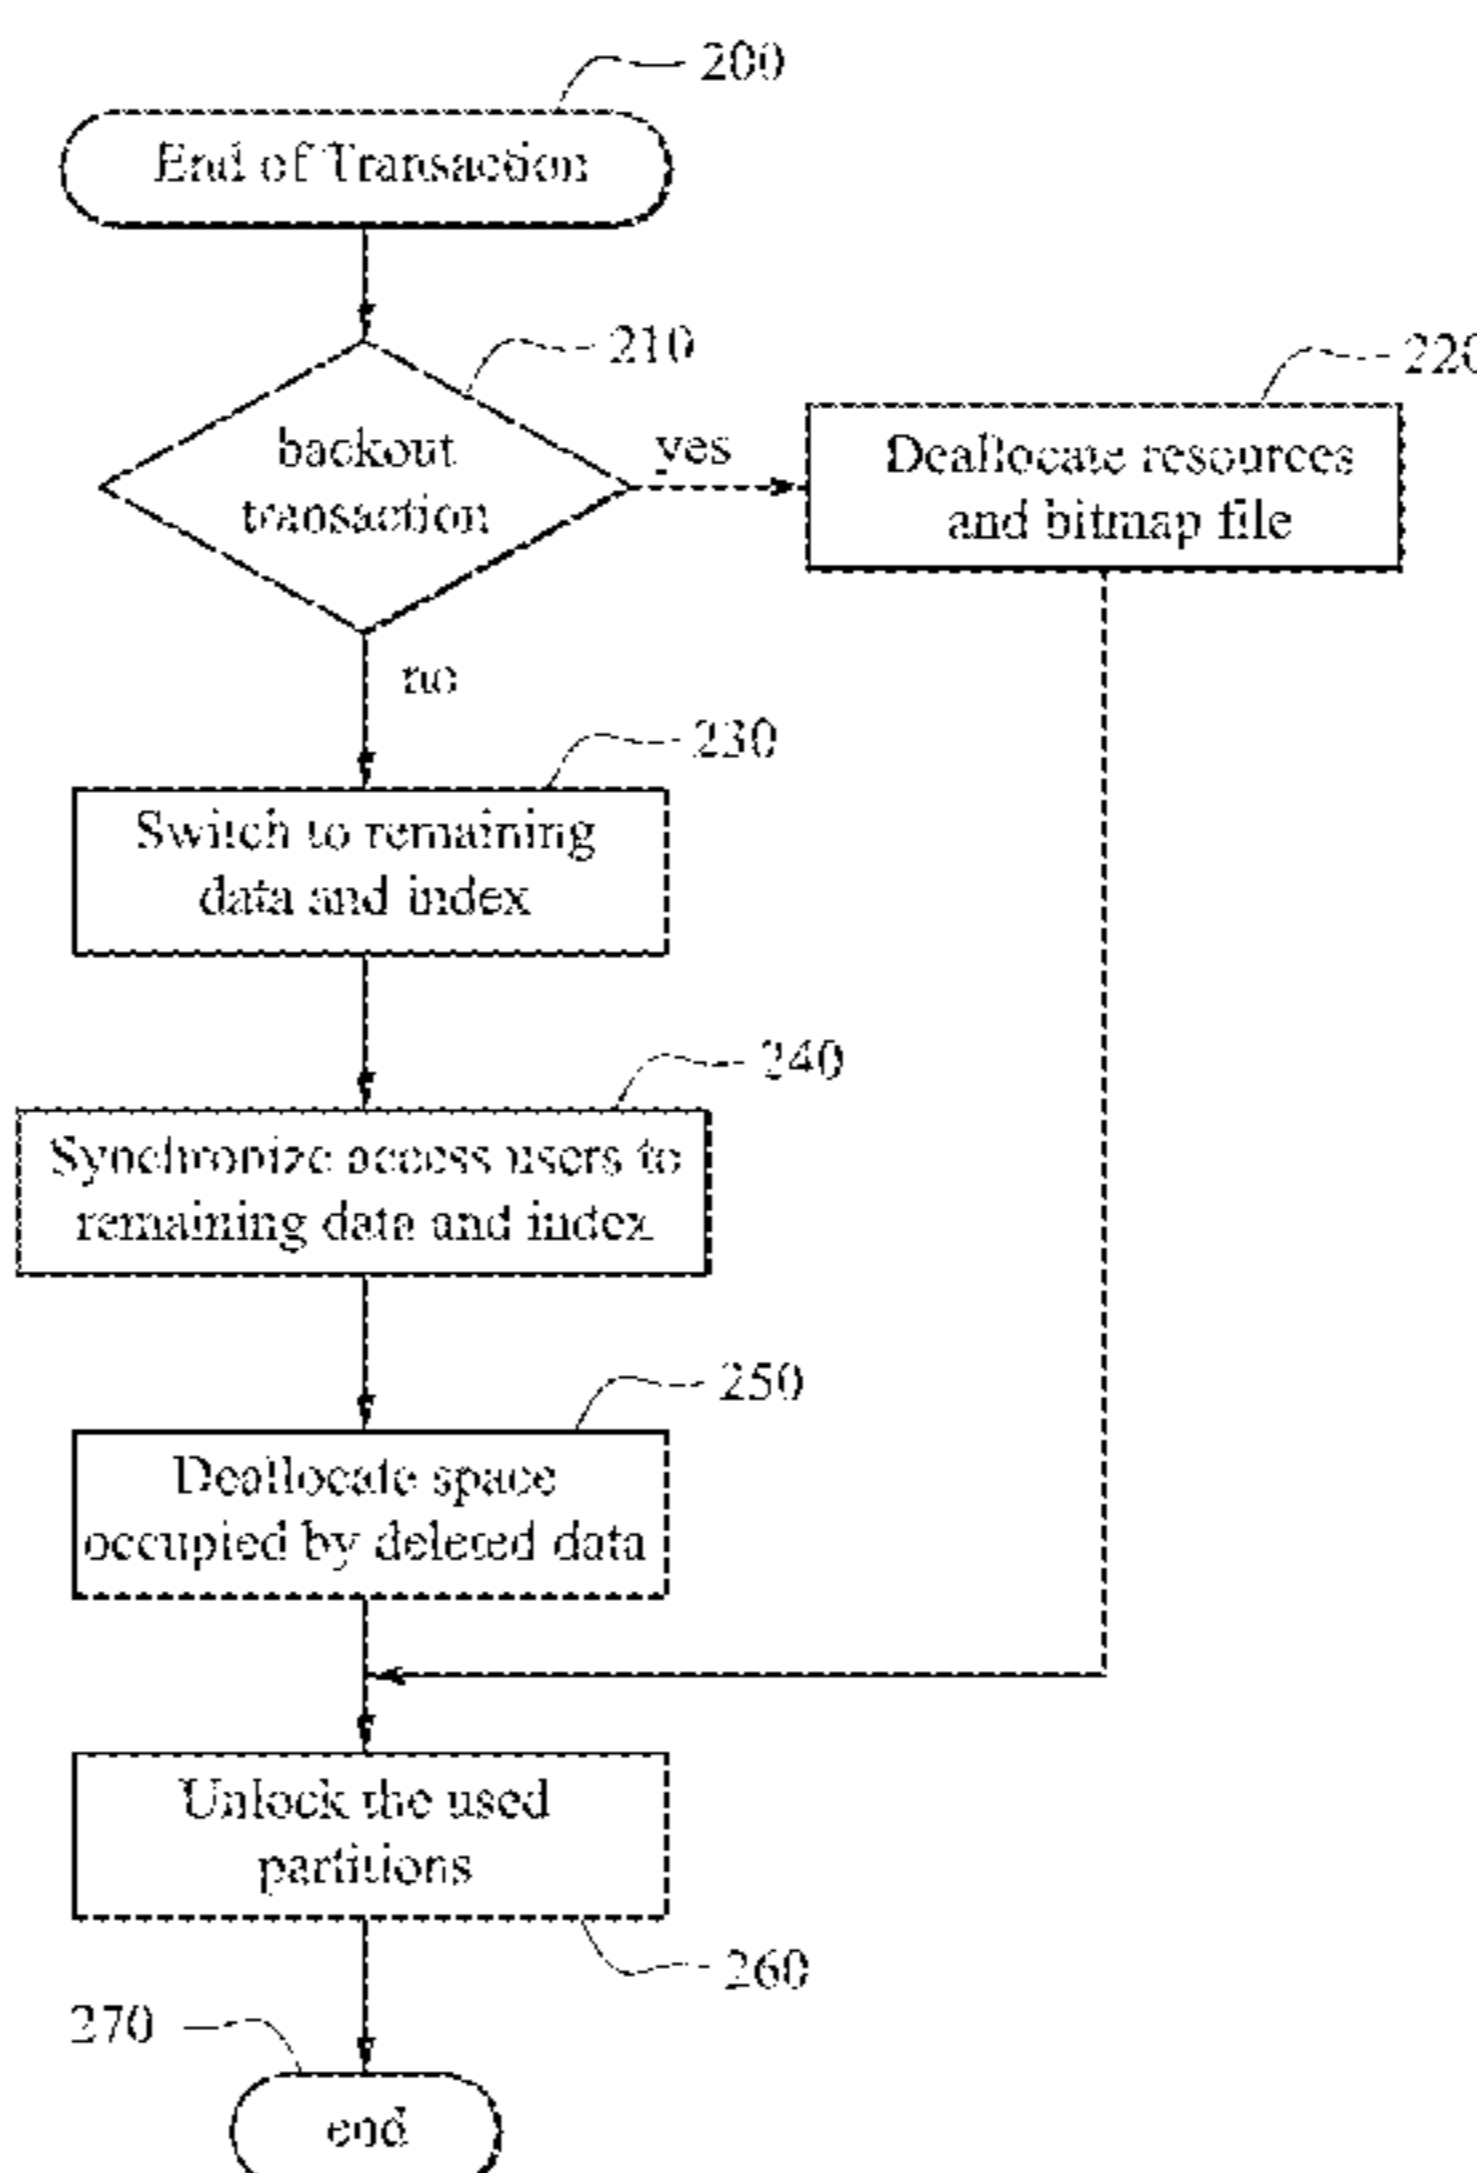 200
End of Transaction
210
backout
transaction
yes
220
Deallocate resources
and bitmap file
no
230
Switch to remaining
data and index
240
Synchronize access users to
remaining data and index
250
Deallocate space
occupied by deleted data
Unlock the used
partitions
260
270
end